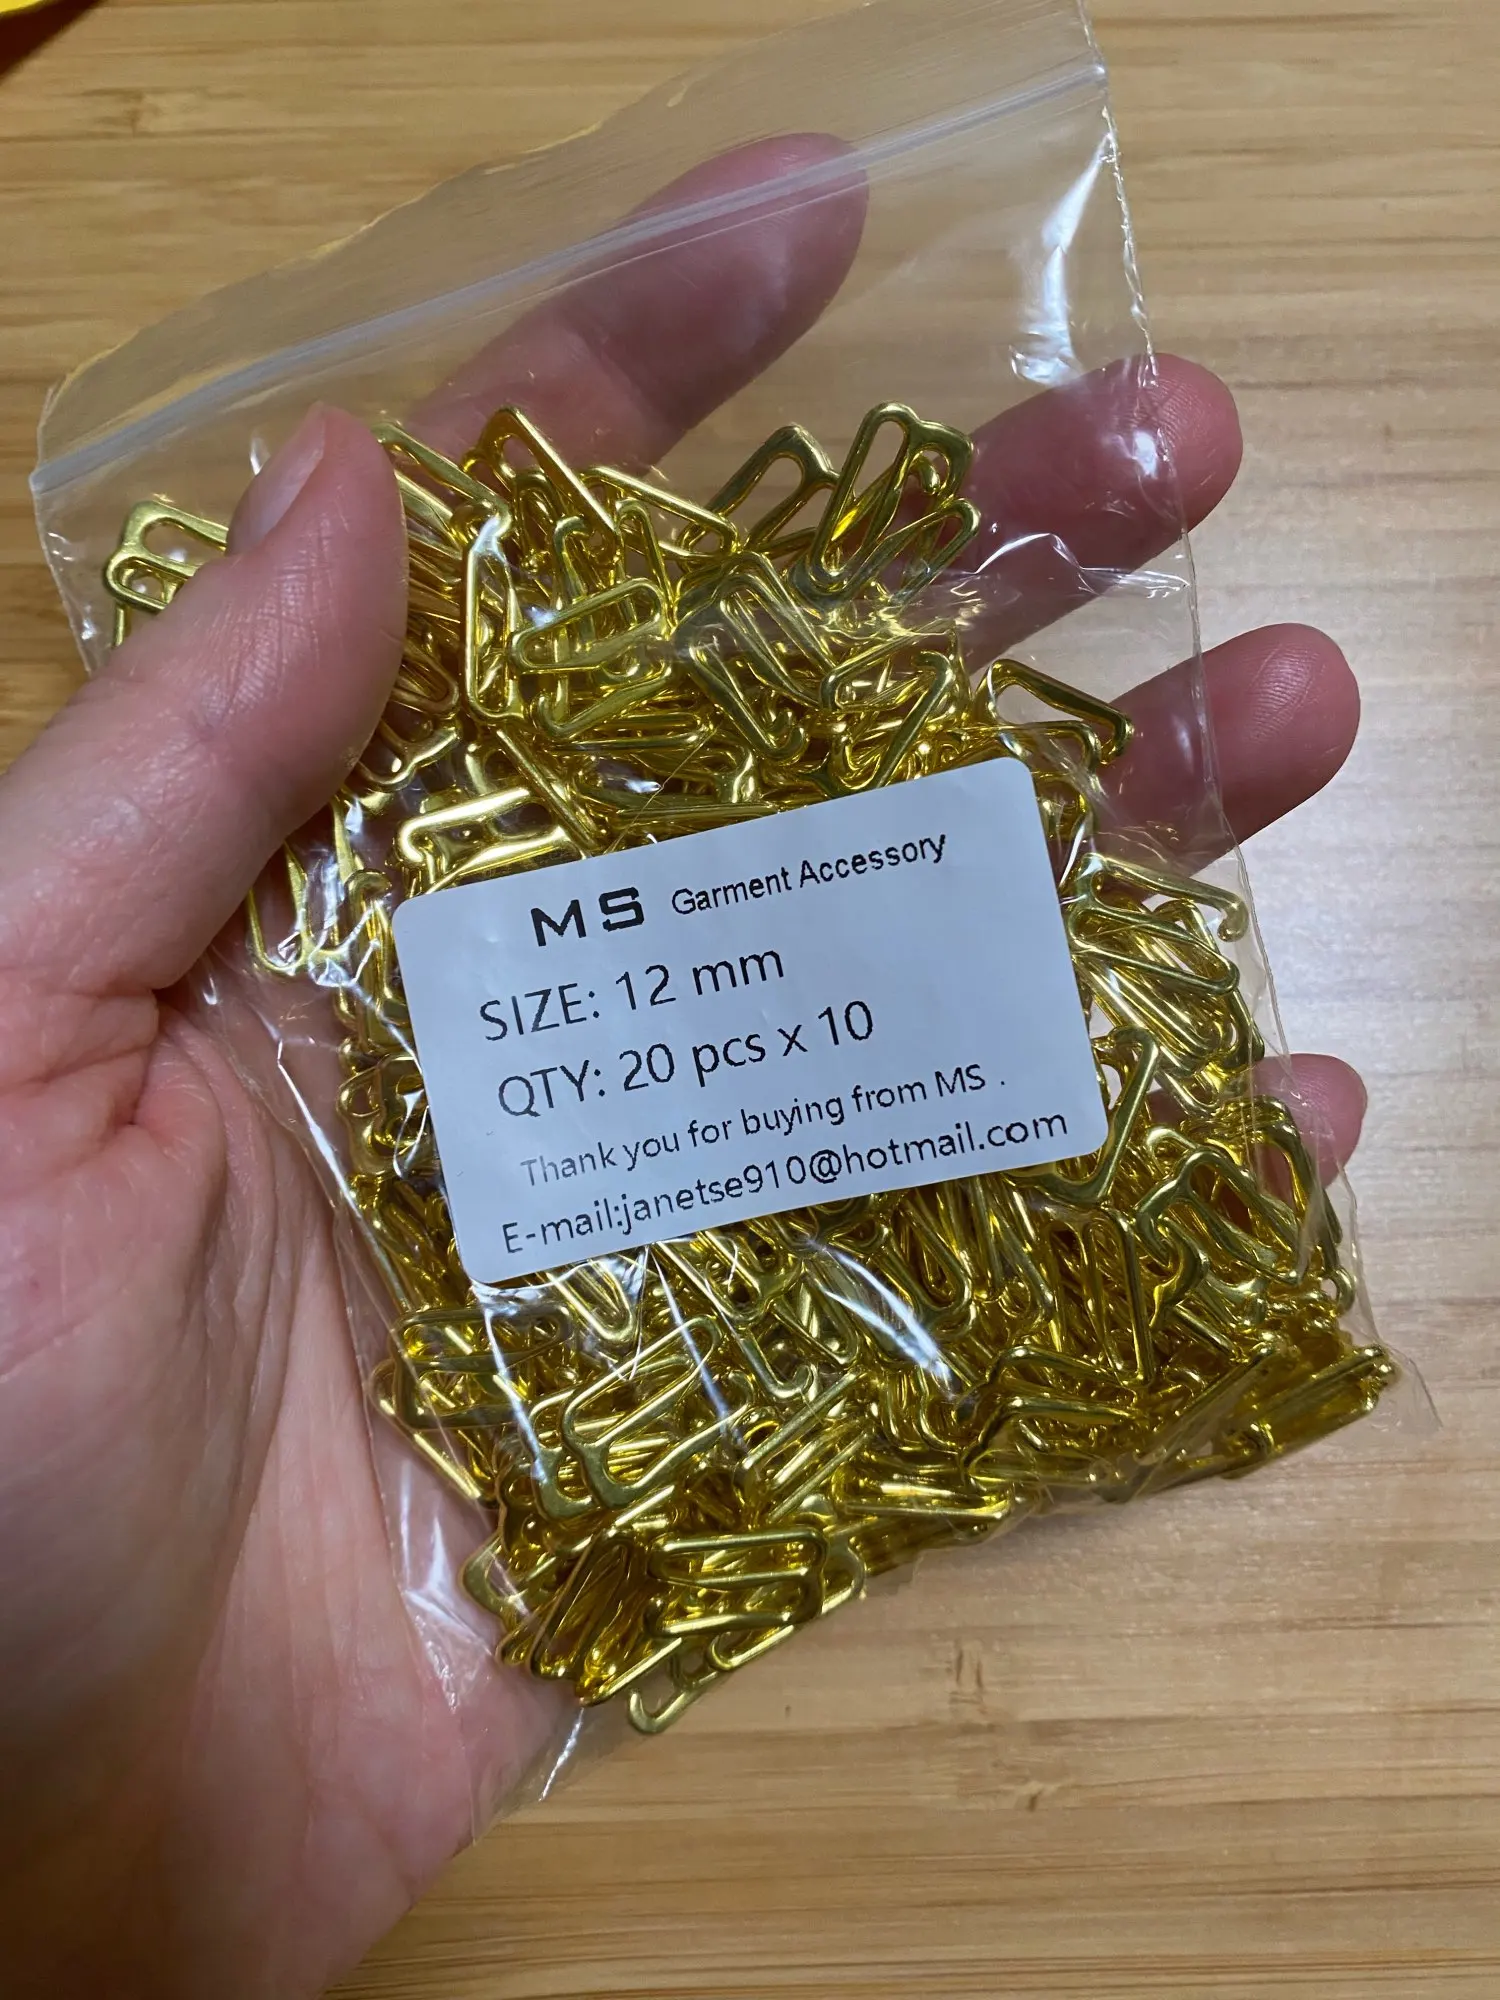 MS Garment Accessory
SIZE: 12 mm
QTY: 20 pcs x 10
Thank you for buying from MS .
E-mail:janetse910@hotmail.com